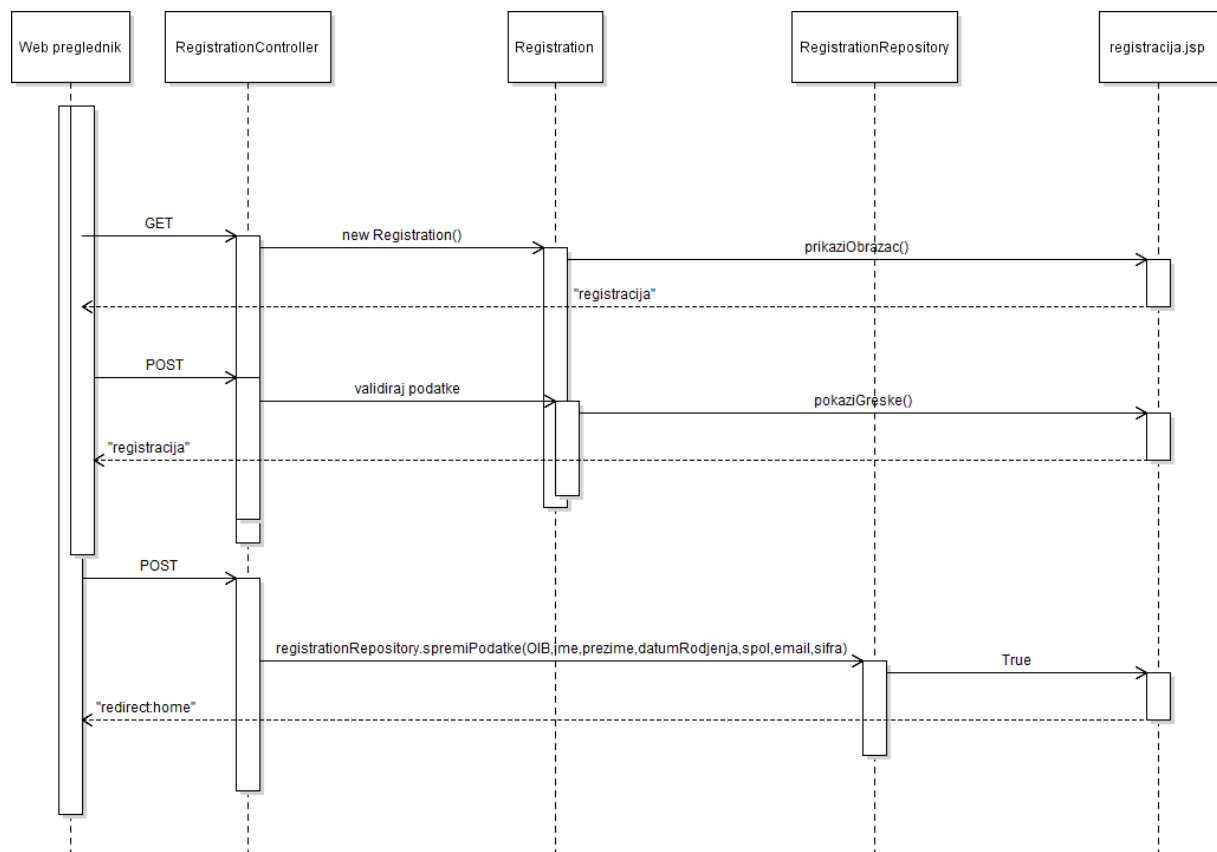 Web preglednik
RegistrationController
Registration
RegistrationRepository
registracija.jsp
GET
new Registration()
prikaziObrazac()
"registracija"
POST
validiraj podatke
pokaziGreske()
"registracija"
POST
registrationRepository.spremiPodatke(OIB,ime,prezime,datumRodjenja,spol,email,sifra)
True
"redirect:home"